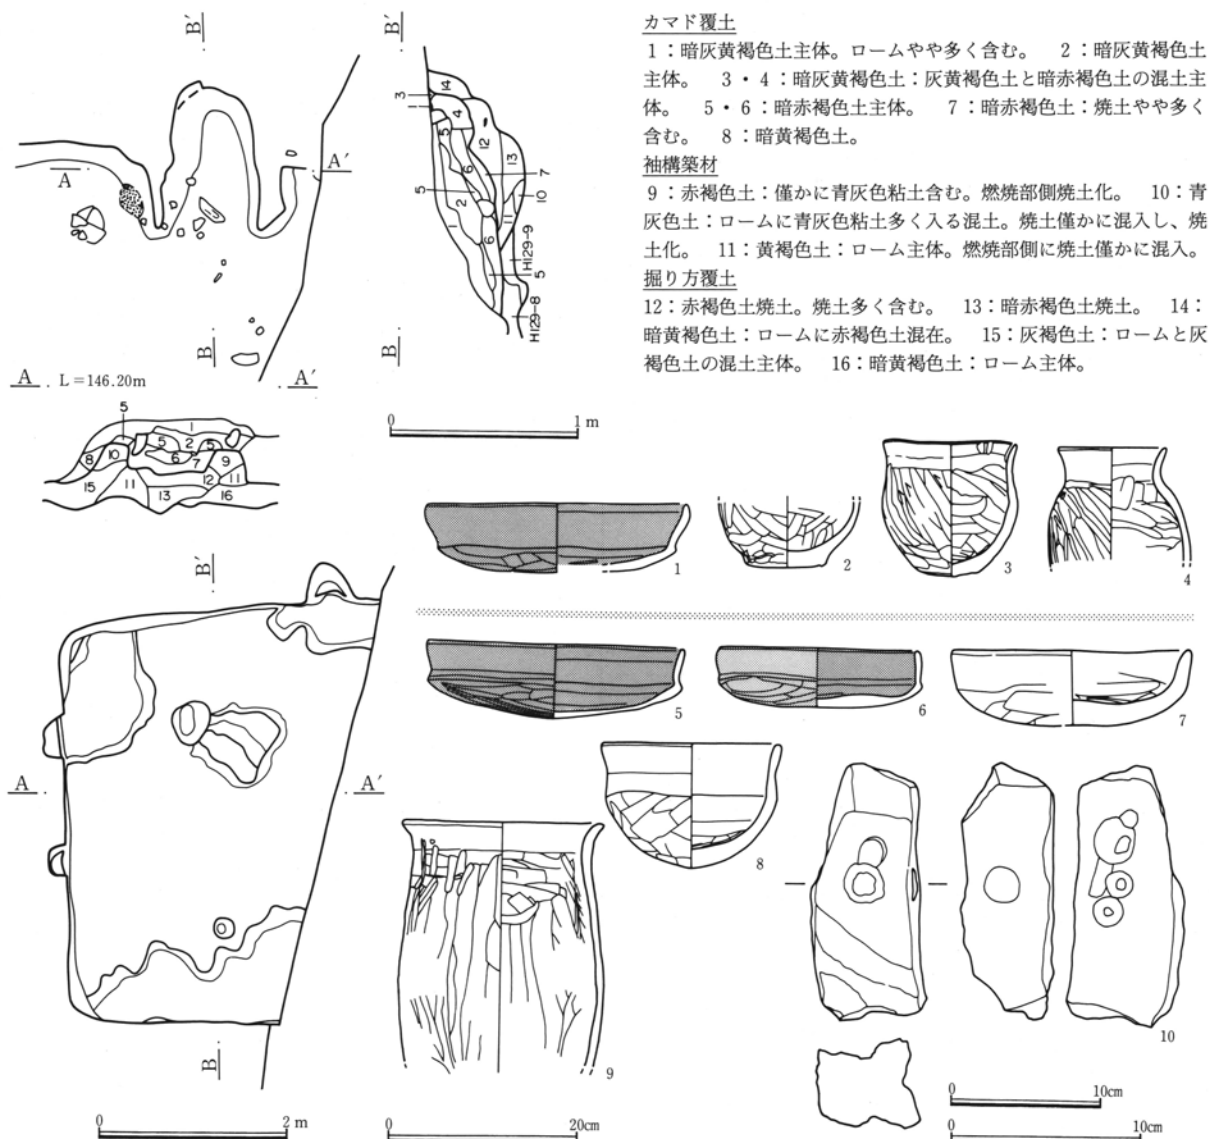 カマド覆土
1：暗灰黄褐色土主体。ロームやや多く含む。　2：暗灰黄褐色土
主体。　3・4：暗灰黄褐色土：灰黄褐色土と暗赤褐色土の混土主
体。　5・6：暗赤褐色土主体。　7：暗赤褐色土：焼土やや多く
含む。　8：暗黄褐色土。
袖構築材
9：赤褐色土：僅かに青灰色粘土含む。燃焼部側焼土化。　10：青
灰色土：ロームに青灰色粘土多く入る混土。焼土僅かに混入し、焼
土化。　11：黄褐色土：ローム主体。燃焼部側に焼土僅かに混入。
掘り方覆土
12：赤褐色土焼土。焼土多く含む。　13：暗赤褐色土焼土。　14：
暗黄褐色土：ロームに赤褐色土混在。　15：灰褐色土：ロームと灰
褐色土の混土主体。　16：暗黄褐色土：ローム主体。
B′
A
A′
B
B′
3
1
14
4
5
12
6
13
7
5
10
2
11
1
6
H129-9
5
H129-8
B
A . L＝146.20m . A′
5
1
5 2 5
8 10 6 7 9
15 11 12 11
13 16
0 1 m
1
2
3
4
B′
A
A′
B
5
6
7
8
9
10
0 2 m
0 20cm
0 10cm
0 10cm